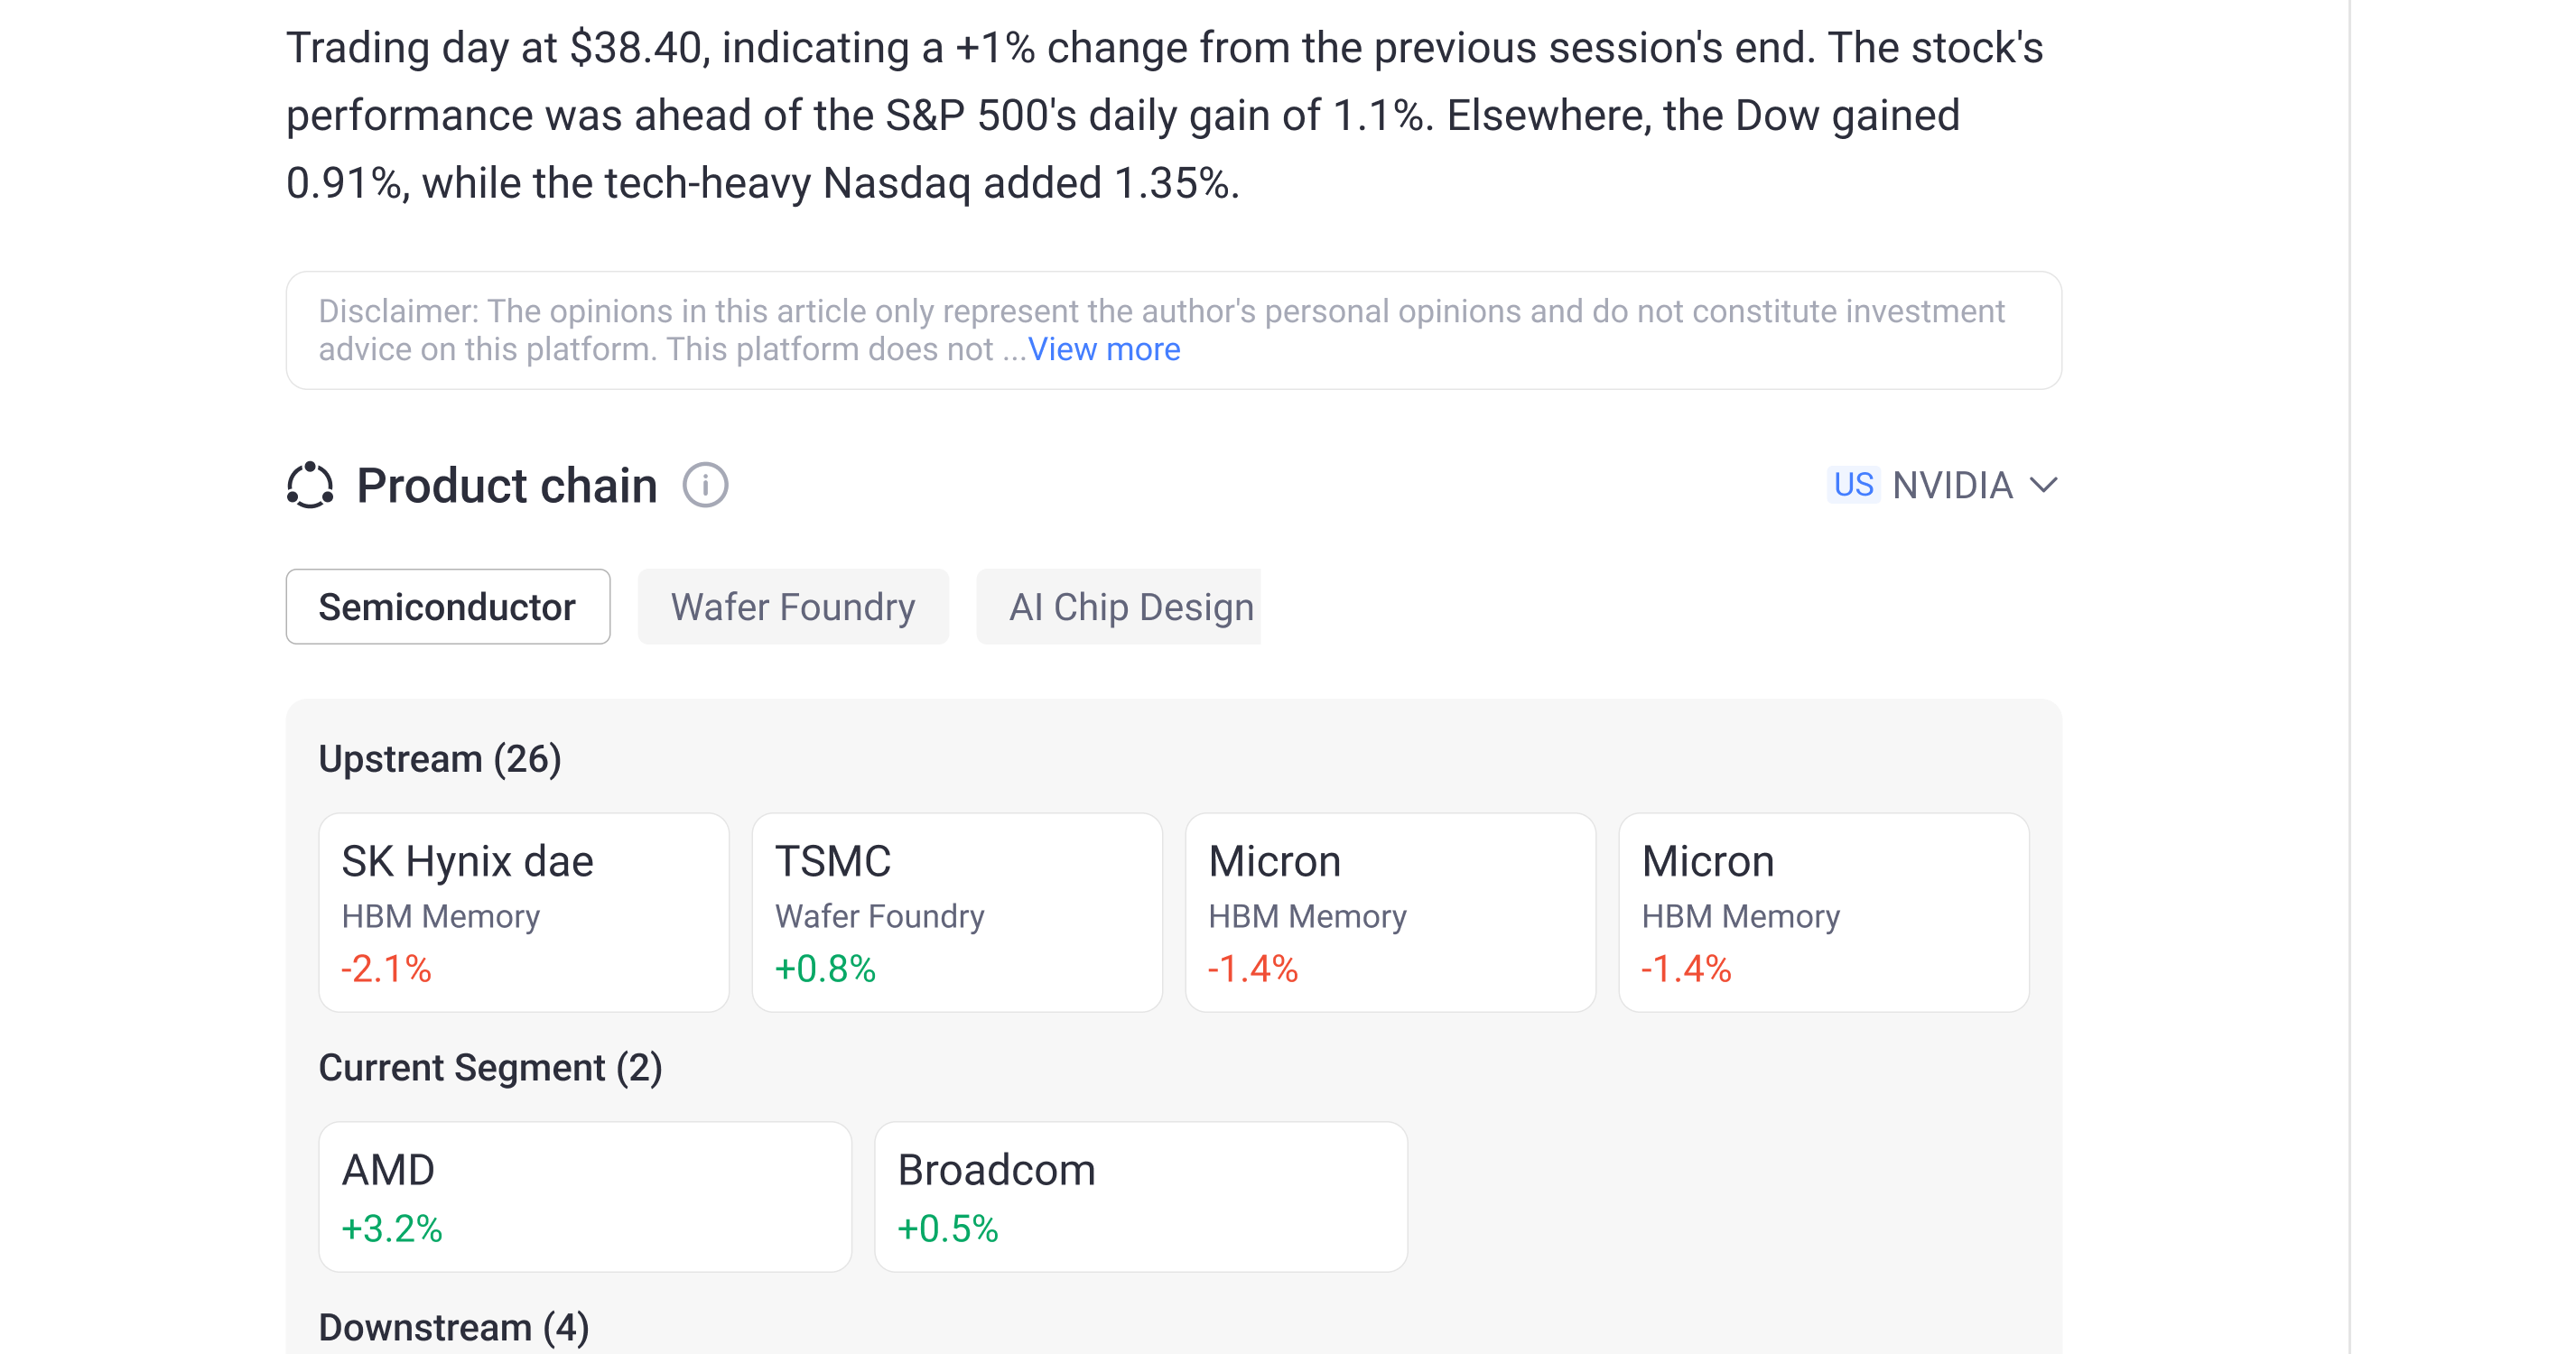 Trading day at $38.40, indicating a +1% change from the previous session's end. The stock's
performance was ahead of the S&P 500's daily gain of 1.1%. Elsewhere, the Dow gained
0.91%, while the tech-heavy Nasdaq added 1.35%.
Disclaimer: The opinions in this article only represent the author's personal opinions and do not constitute investment
advice on this platform. This platform does not ...View more
Product chain
US NVIDIA
Semiconductor Wafer Foundry AI Chip Design
Upstream (26)
SK Hynix dae TSMC Micron Micron
HBM Memory Wafer Foundry HBM Memory HBM Memory
-2.1% +0.8% -1.4% -1.4%
Current Segment (2)
AMD Broadcom
+3.2% +0.5%
Downstream (4)